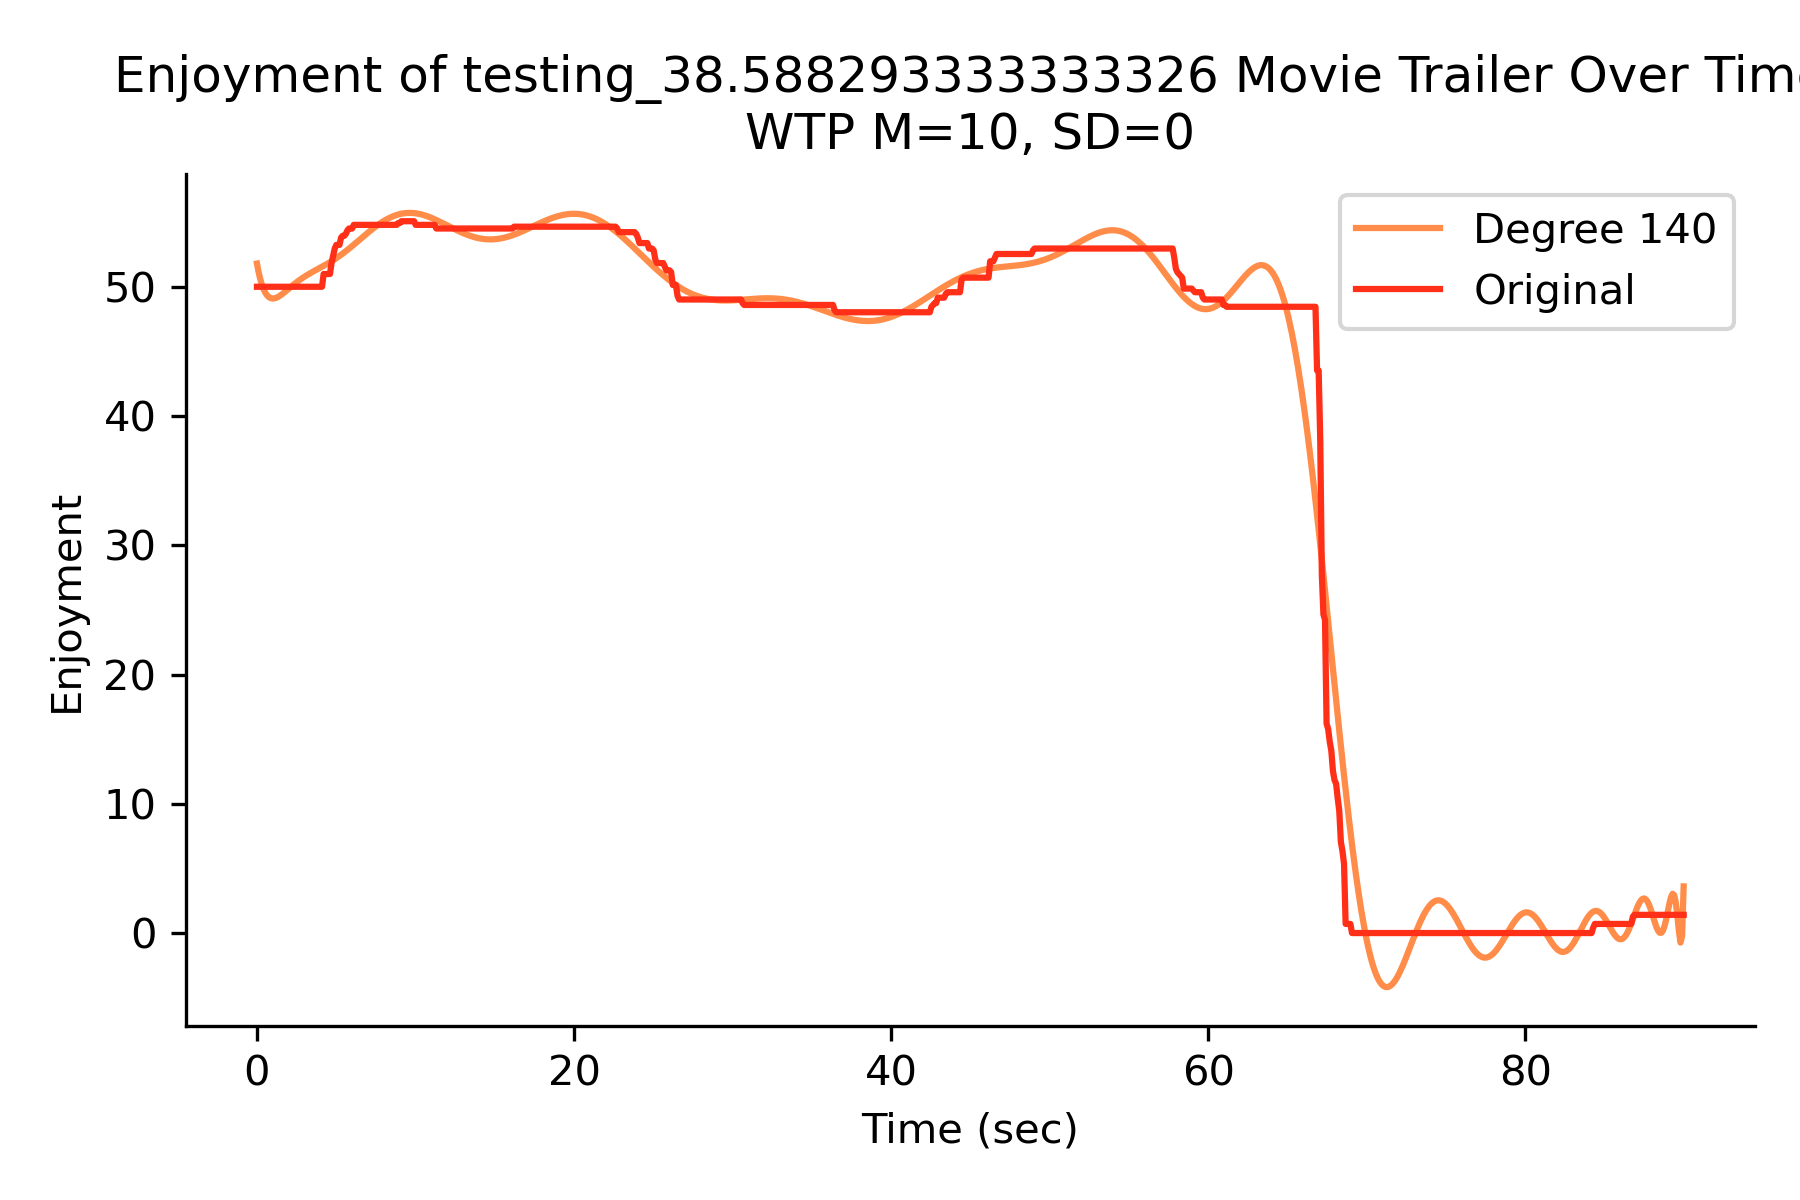 Enjoyment of testing_38.588293333333326 Movie Trailer Over Time
WTP M=10, SD=0
Degree 140
Original
Enjoyment
50
40
30
20
10
0
0 20 40 60 80
Time (sec)